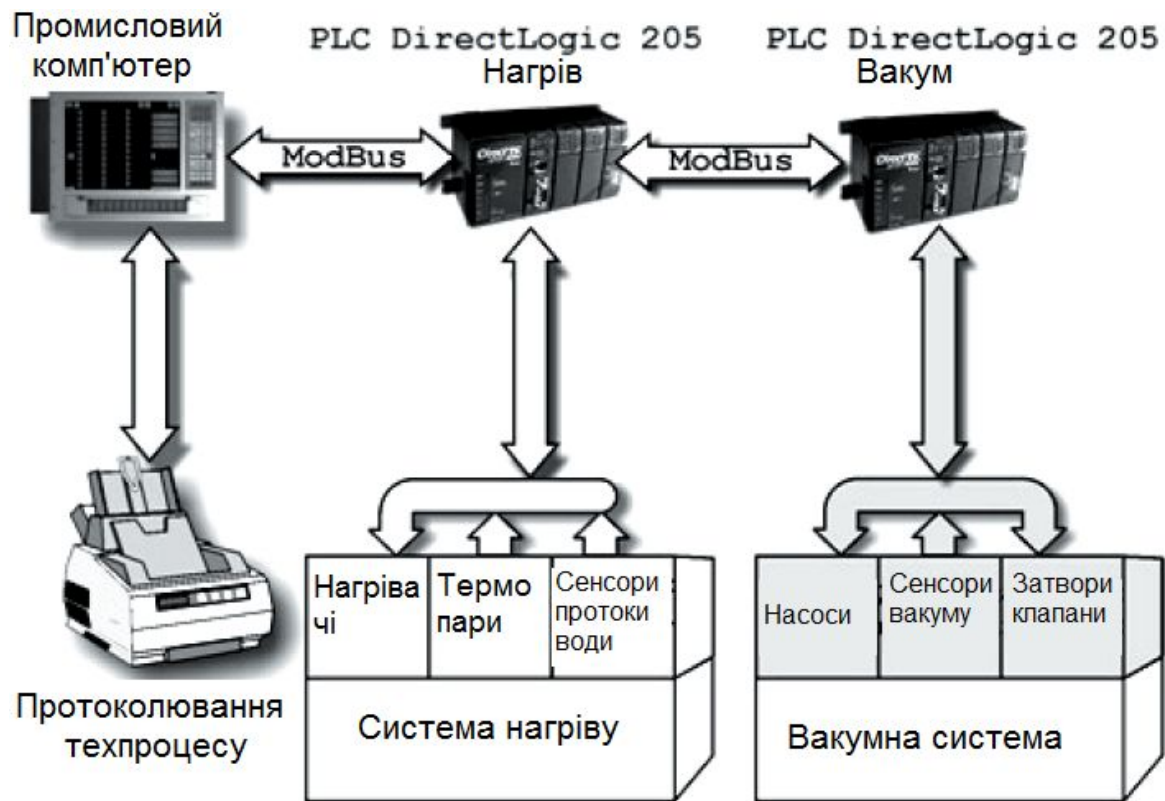 Промисловий
комп'ютер
PLC DirectLogic 205
Нагрів
PLC DirectLogic 205
Вакум
ModBus
ModBus
Нагріва
чі
Термо
пари
Сенсори
протоки
води
Насоси
Сенсори
вакуму
Затвори
клапани
Протоколювання
техпроцесу
Система нагріву
Вакумна система